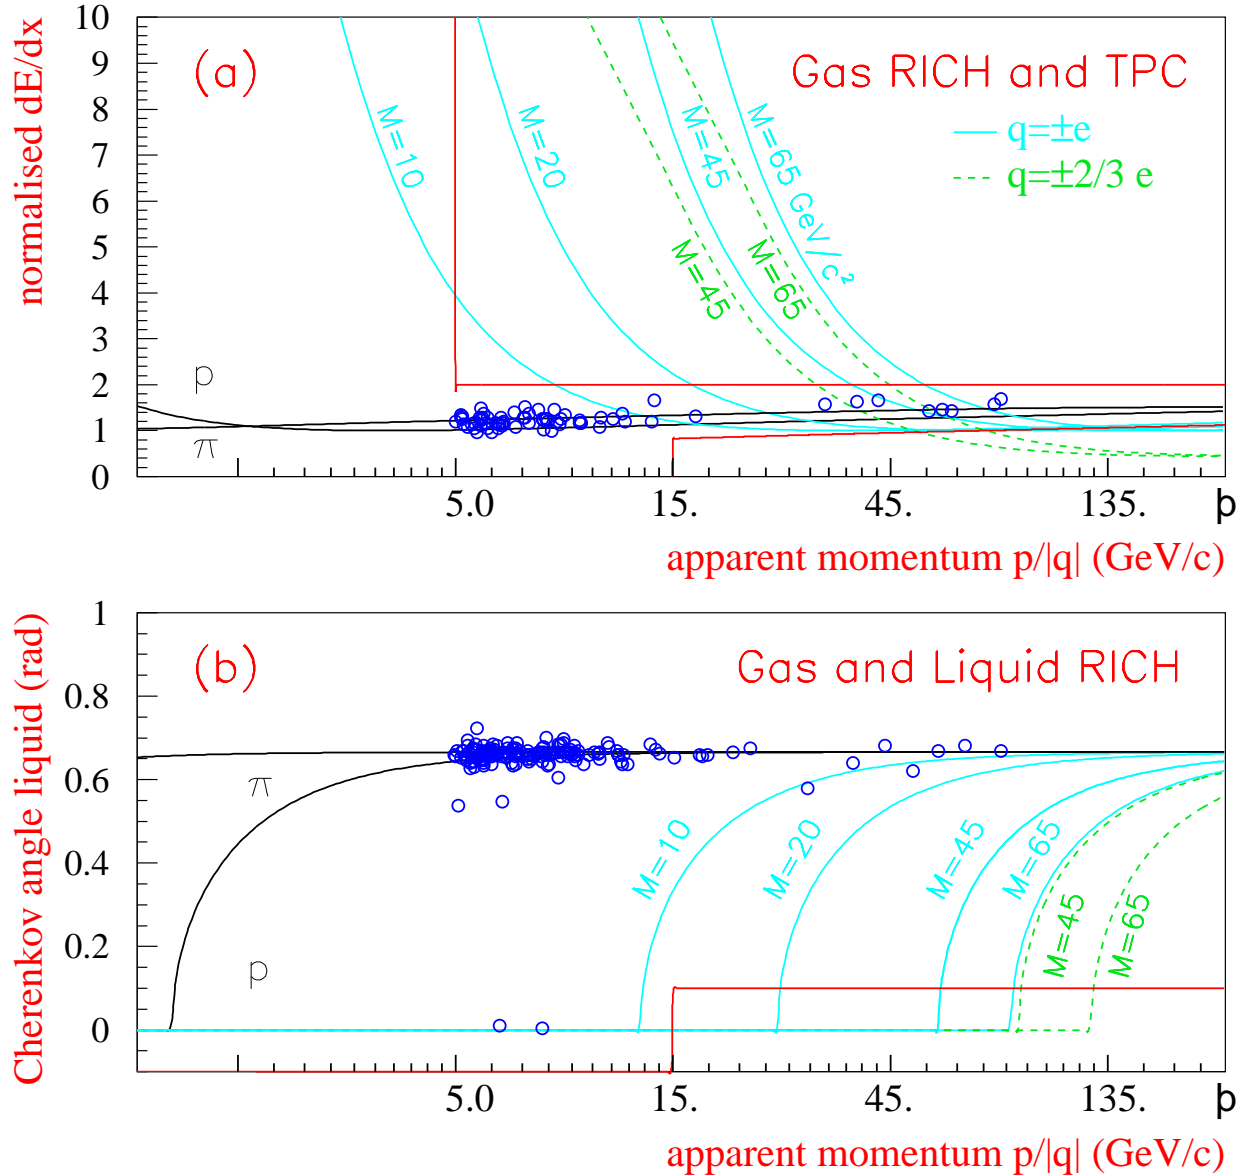 normalised dE/dx
10
9
8
7
6
5
4
3
2
1
0
(a)
Gas RICH and TPC
q=±e
q=±2/3 e
M=10
M=20
M=45
M=65 GeV/c²
M=45
M=65
p
π
5.0
15.
45.
135.
p
apparent momentum p/|q| (GeV/c)
Cherenkov angle liquid (rad)
1
0.8
0.6
0.4
0.2
0
(b)
Gas and Liquid RICH
π
p
M=10
M=20
M=45
M=65
M=45
M=65
5.0
15.
45.
135.
p
apparent momentum p/|q| (GeV/c)